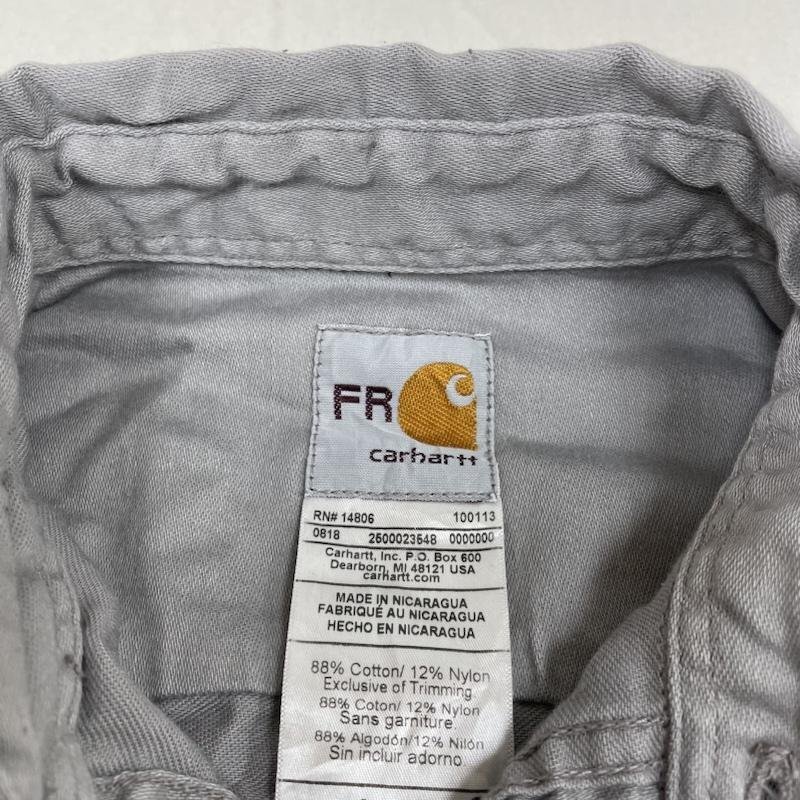 FR
carhartt
RN# 14806 100113
0818 2500023548 0000000
Carhartt, Inc. P.O. Box 600
Dearborn, MI 48121 USA
carhartt.com
MADE IN NICARAGUA
FABRIQUÉ AU NICARAGUA
HECHO EN NICARAGUA
88% Cotton/ 12% Nylon
Exclusive of Trimming
88% Coton/ 12% Nylon
Sans garniture
88% Algodón/12% Nilón
Sin incluir adorno